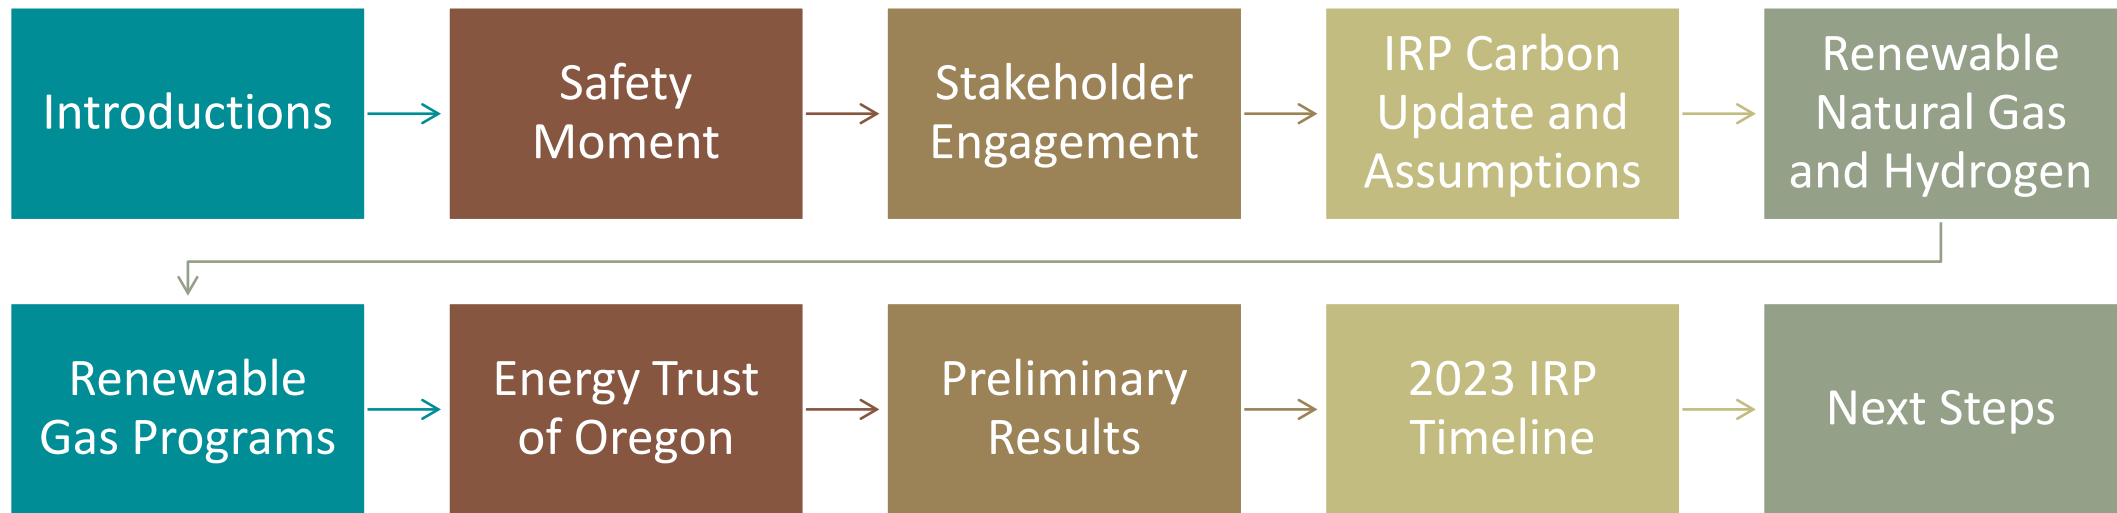 Introductions
Safety
Moment
Stakeholder
Engagement
IRP Carbon
Update and
Assumptions
Renewable
Natural Gas
and Hydrogen
Renewable
Gas Programs
Energy Trust
of Oregon
Preliminary
Results
2023 IRP
Timeline
Next Steps